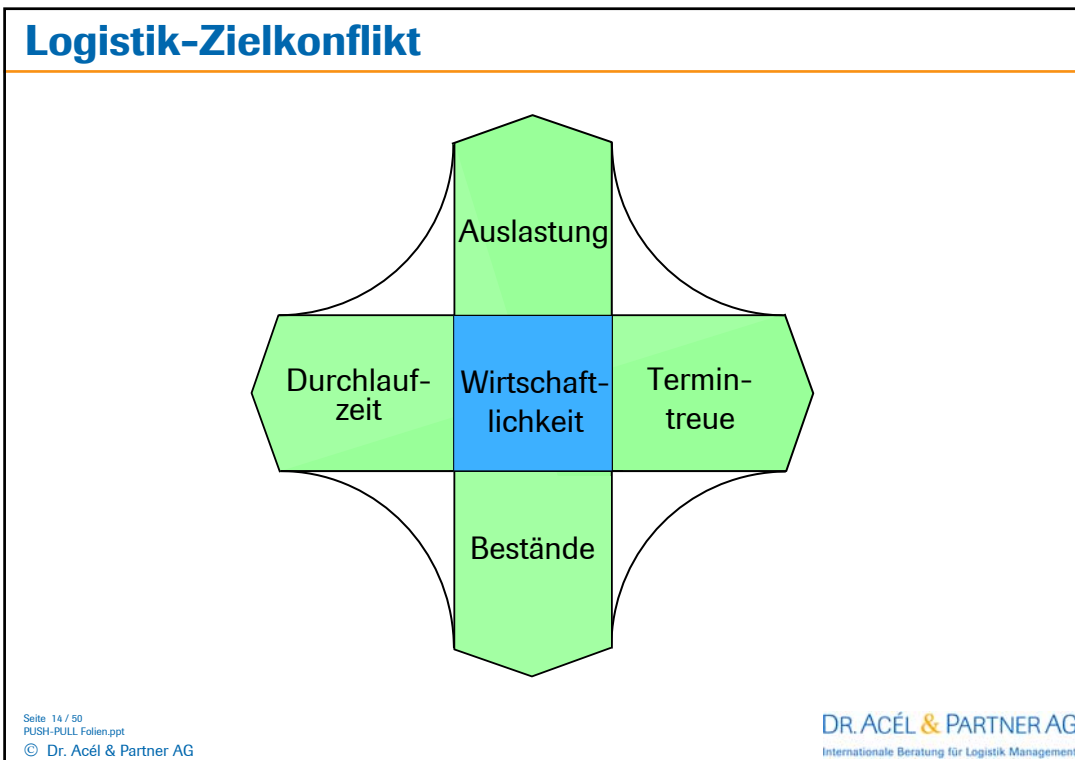 Logistik-Zielkonflikt
Auslastung
Durchlauf-
zeit
Wirtschaft-
lichkeit
Termin-
treue
Bestände
Seite 14 / 50
PUSH-PULL Folien.ppt
© Dr. Acél & Partner AG
DR. ACÉL & PARTNER AG
Internationale Beratung für Logistik Management